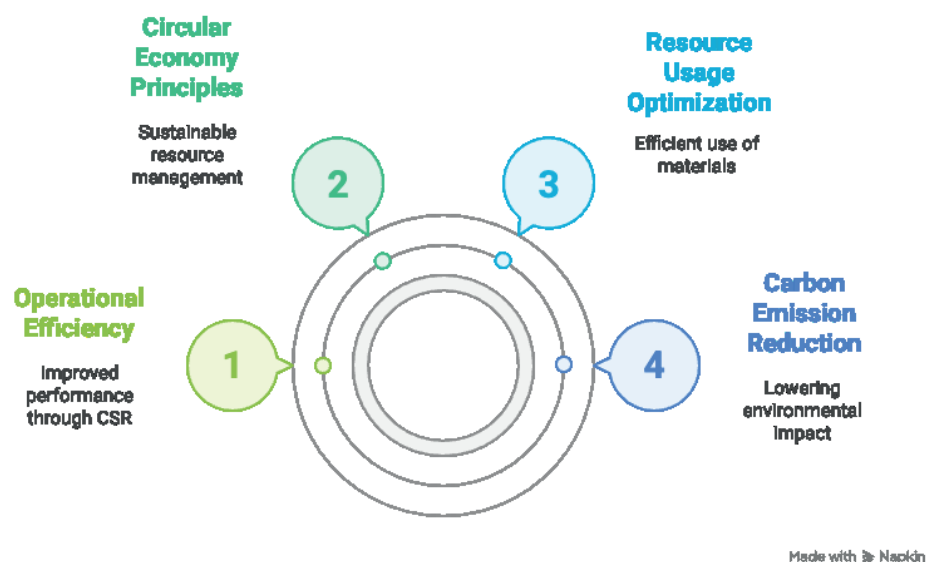 Circular
Economy
Principles
Sustainable
resource
management
2
Resource
Usage
Optimization
Efficient use of
materials
3
Operational
Efficiency
Improved
performance
through CSR
1
Carbon
Emission
Reduction
Lowering
environmental
impact
4
Made with Napkin